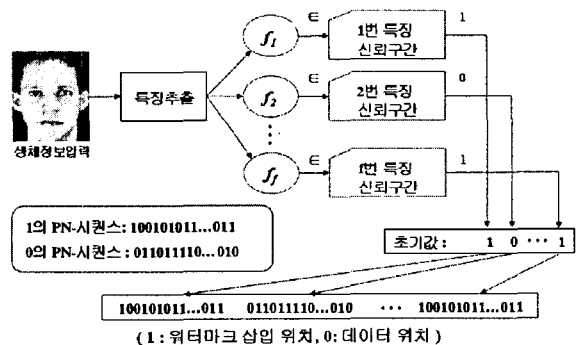 f1
∈
1번 특징
신뢰구간
1
특징추출
f2
∈
2번 특징
신뢰구간
0
생체정보입력
ff
∈
f번 특징
신뢰구간
1
1의 PN-시퀀스: 100101011...011
0의 PN-시퀀스 : 011011110...010
초기값 : 1 0 ··· 1
100101011...011 011011110...010 ··· 100101011...011
( 1 : 워터마크 삽입 위치, 0: 데이터 위치 )